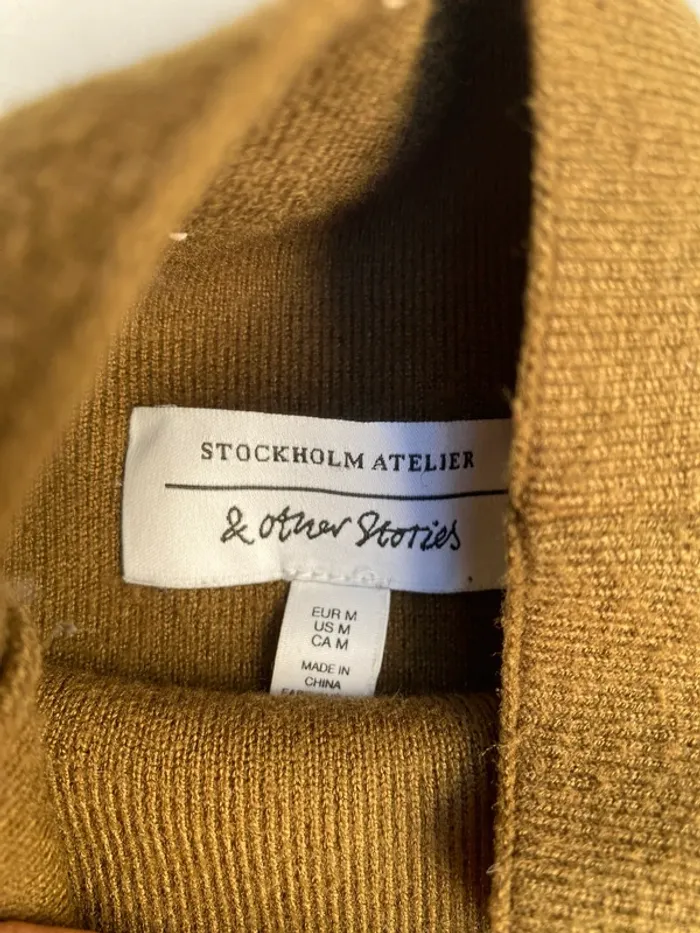 STOCKHOLM ATELIER
& other Stories
EUR M
US M
CA M
MADE IN
CHINA